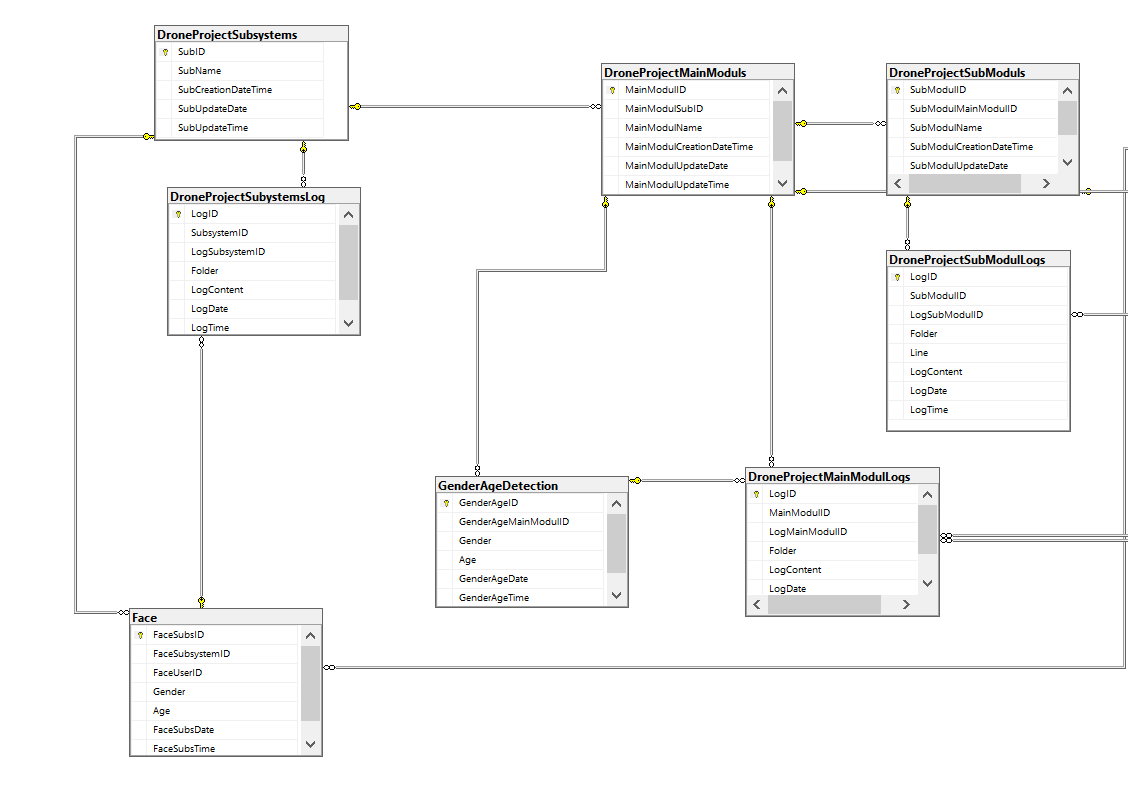 DroneProjectSubsystems
SubID
SubName
SubCreationDateTime
SubUpdateDate
SubUpdateTime
DroneProjectMainModuls
MainModulID
MainModulSubID
MainModulName
MainModulCreationDateTime
MainModulUpdateDate
MainModulUpdateTime
DroneProjectSubModuls
SubModulID
SubModulMainModulID
SubModulName
SubModulCreationDateTime
SubModulUpdateDate
DroneProjectSubystemsLog
LogID
SubsystemID
LogSubsystemID
Folder
LogContent
LogDate
LogTime
DroneProjectSubModulLogs
LogID
SubModulID
LogSubModulID
Folder
Line
LogContent
LogDate
LogTime
GenderAgeDetection
GenderAgeID
GenderAgeMainModulID
Gender
Age
GenderAgeDate
GenderAgeTime
DroneProjectMainModulLogs
LogID
MainModulID
LogMainModulID
Folder
LogContent
LogDate
Face
FaceSubsID
FaceSubsystemID
FaceUserID
Gender
Age
FaceSubsDate
FaceSubsTime